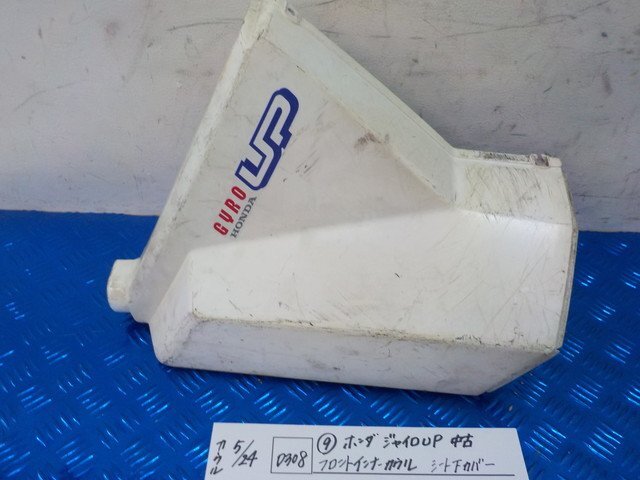 UP
GYRO
HONDA
カウル 5/24 D308 ⑨ ホンダ ジャイロUP 中古
フロントインナーカウル シート下カバー